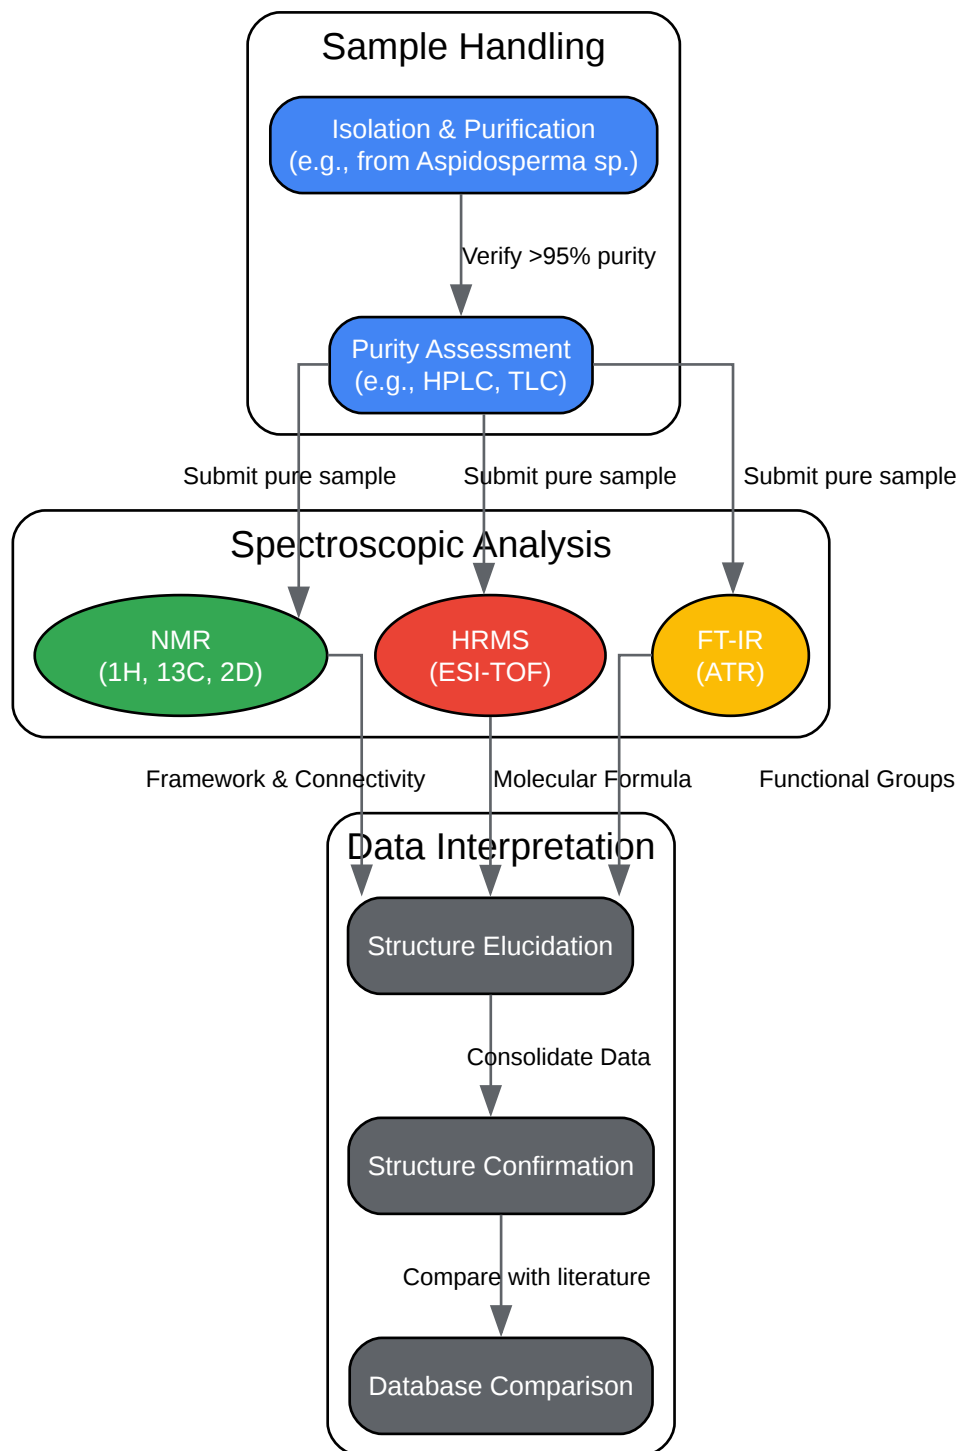 Sample Handling
Isolation & Purification
(e.g., from Aspidosperma sp.)
Verify >95% purity
Purity Assessment
(e.g., HPLC, TLC)
Submit pure sample
Submit pure sample
Submit pure sample
Spectroscopic Analysis
NMR
(1H, 13C, 2D)
HRMS
(ESI-TOF)
FT-IR
(ATR)
Framework & Connectivity
Molecular Formula
Functional Groups
Data Interpretation
Structure Elucidation
Consolidate Data
Structure Confirmation
Compare with literature
Database Comparison